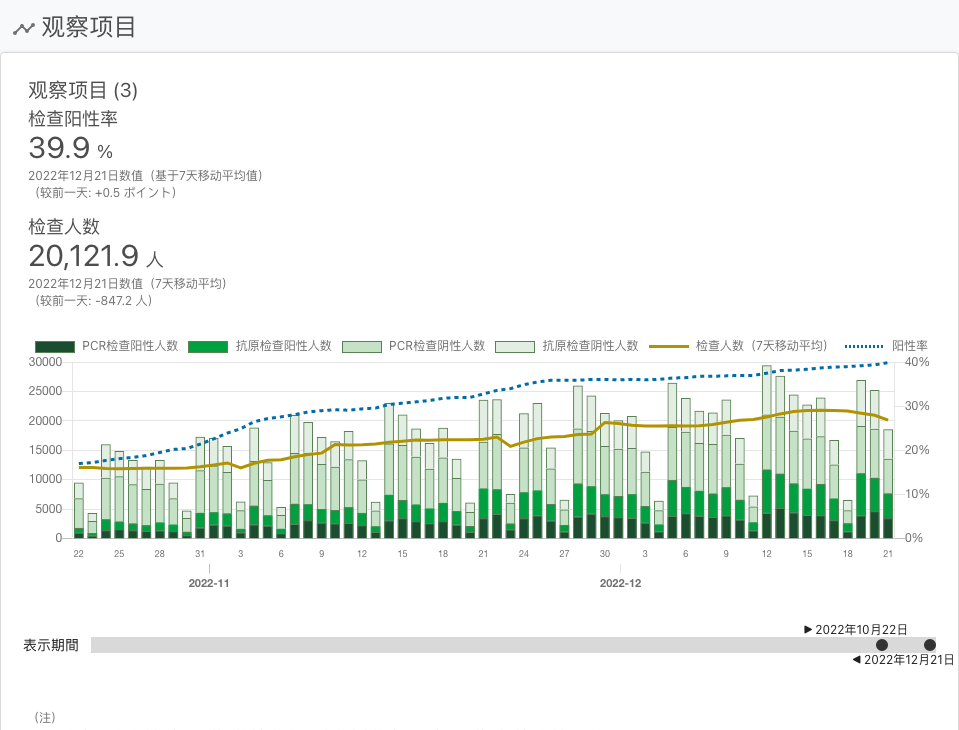 观察项目
观察项目 (3)
检查阳性率
39.9 %
2022年12月21日数值（基于7天移动平均值）
（较前一天: +0.5 ポイント）
检查人数
20,121.9 人
2022年12月21日数值（7天移动平均）
（较前一天: -847.2 人）
PCR检查阳性人数 抗原检查阳性人数 PCR检查阴性人数 抗原检查阴性人数 检查人数（7天移动平均） 阳性率
30000 40%
25000
20000 30%
15000 20%
10000
5000 10%
0 0%
22 25 28 31 3 6 9 12 15 18 21 24 27 30 3 6 9 12 15 18 21
2022-11 2022-12
▶ 2022年10月22日
表示期間
◀ 2022年12月21日
（注）